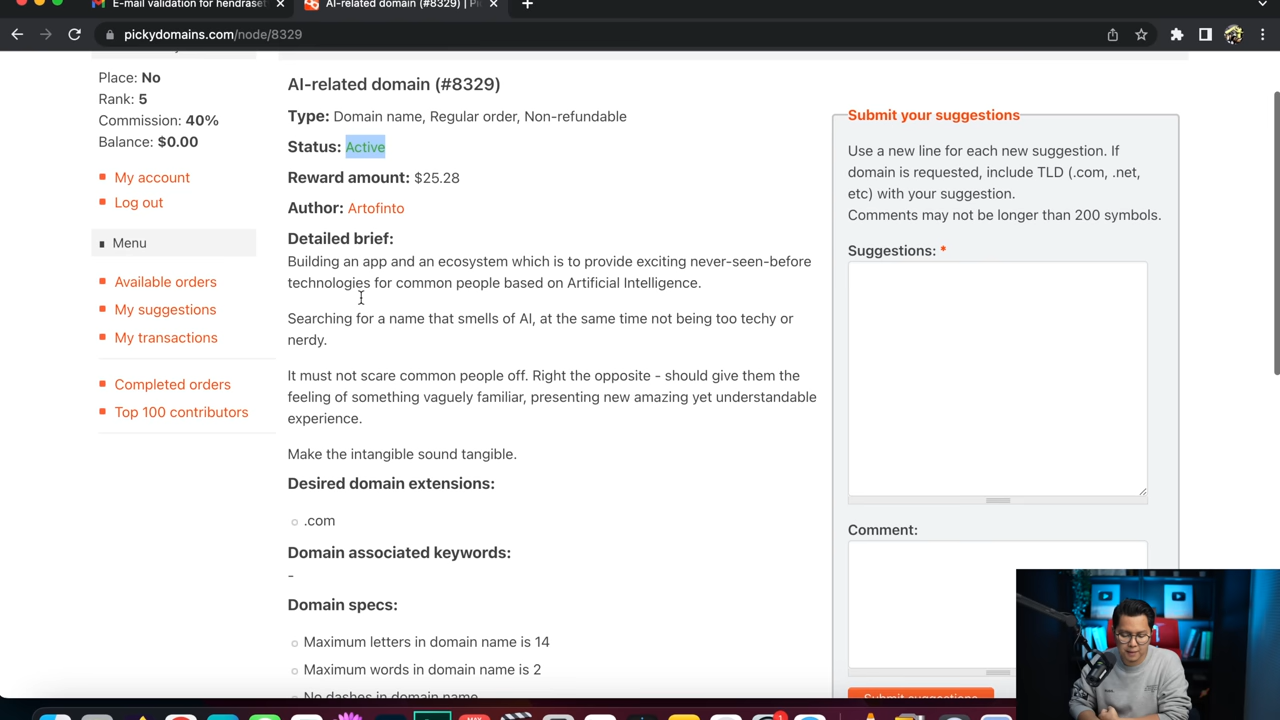 E-mail validation for hendraset
AI-related domain (#8329) | Pi
pickydomains.com/node/8329
Place: No
Rank: 5
Commission: 40%
Balance: $0.00
My account
Log out
Menu
Available orders
My suggestions
My transactions
Completed orders
Top 100 contributors
AI-related domain (#8329)
Type: Domain name, Regular order, Non-refundable
Status: Active
Reward amount: $25.28
Author: Artofinto
Detailed brief:
Building an app and an ecosystem which is to provide exciting never-seen-before
technologies for common people based on Artificial Intelligence.
Searching for a name that smells of AI, at the same time not being too techy or
nerdy.
It must not scare common people off. Right the opposite - should give them the
feeling of something vaguely familiar, presenting new amazing yet understandable
experience.
Make the intangible sound tangible.
Desired domain extensions:
.com
Domain associated keywords:
-
Domain specs:
Maximum letters in domain name is 14
Maximum words in domain name is 2
No dashes in domain name
Submit your suggestions
Use a new line for each new suggestion. If
domain is requested, include TLD (.com, .net,
etc) with your suggestion.
Comments may not be longer than 200 symbols.
Suggestions: *
Comment:
Submit suggestions